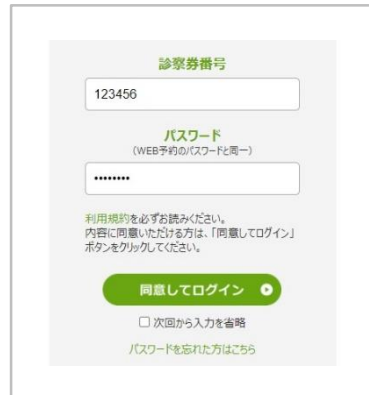 診察券番号
123456
パスワード
(WEB予約のパスワードと同一)
••••••••
利用規約を必ずお読みください。
内容に同意いただける方は、「同意してログイン」
ボタンをクリックしてください。
同意してログイン
次回から入力を省略
パスワードを忘れた方はこちら